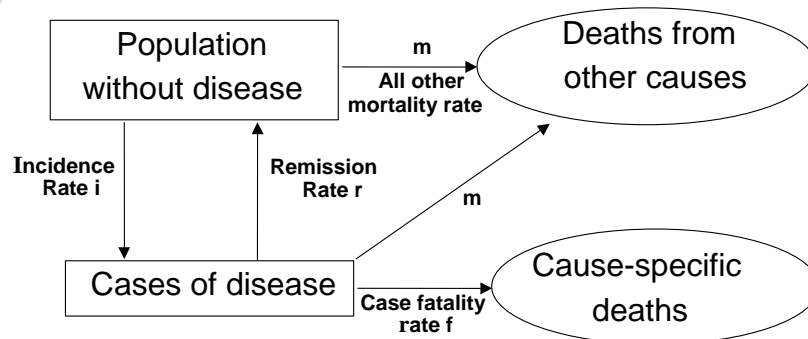 Population
without disease
m
All other
mortality rate
Deaths from
other causes
Incidence
Rate i
Remission
Rate r
m
Cases of disease
Case fatality
rate f
Cause-specific
deaths